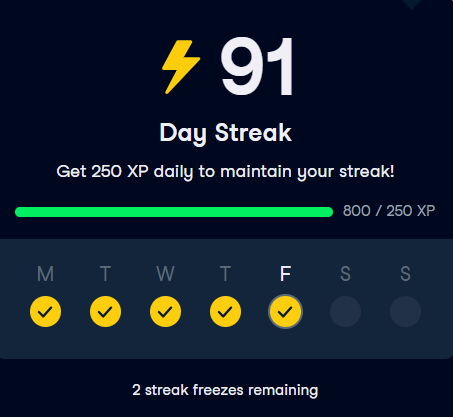 91
Day Streak
Get 250 XP daily to maintain your streak!
800 / 250 XP
M T W T F S S
2 streak freezes remaining